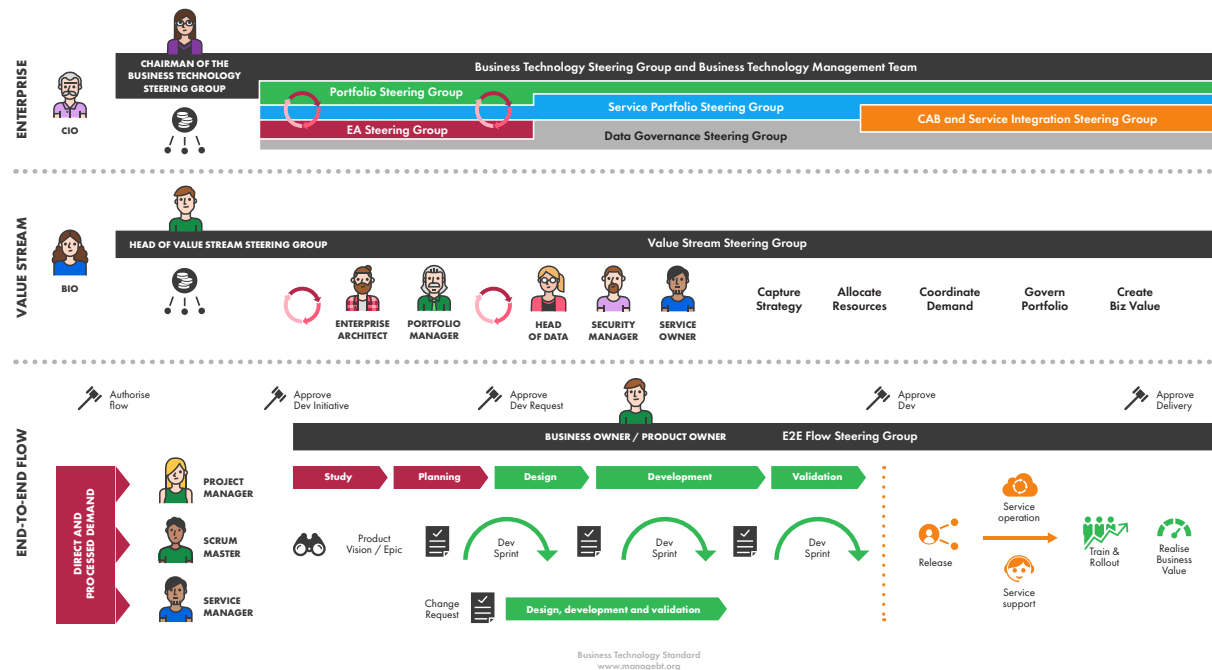 ENTERPRISE
CIO
CHAIRMAN OF THE
BUSINESS TECHNOLOGY
STEERING GROUP
Business Technology Steering Group and Business Technology Management Team
Portfolio Steering Group
Service Portfolio Steering Group
CAB and Service Integration Steering Group
EA Steering Group
Data Governance Steering Group
VALUE STREAM
BIO
HEAD OF VALUE STREAM STEERING GROUP
Value Stream Steering Group
ENTERPRISE
ARCHITECT
PORTFOLIO
MANAGER
HEAD
OF DATA
SECURITY
MANAGER
SERVICE
OWNER
Capture
Strategy
Allocate
Resources
Coordinate
Demand
Govern
Portfolio
Create
Biz Value
END-TO-END FLOW
Authorise
flow
Approve
Dev Initiative
Approve
Dev Request
Approve
Dev
Approve
Delivery
BUSINESS OWNER / PRODUCT OWNER
E2E Flow Steering Group
DIRECT AND
PROCESSED DEMAND
PROJECT
MANAGER
SCRUM
MASTER
SERVICE
MANAGER
Study
Planning
Design
Development
Validation
Product
Vision / Epic
Dev
Sprint
Dev
Sprint
Dev
Sprint
Change
Request
Design, development and validation
Release
Service
operation
Service
support
Train &
Rollout
Realise
Business
Value
Business Technology Standard
www.managebt.org